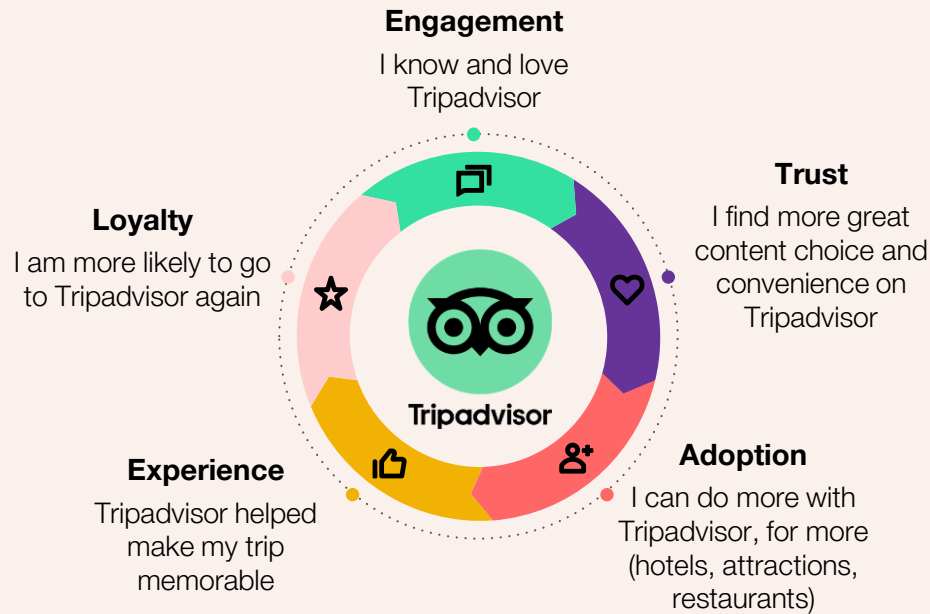 Engagement
I know and love
Tripadvisor
Trust
I find more great
content choice and
convenience on
Tripadvisor
Adoption
I can do more with
Tripadvisor, for more
(hotels, attractions,
restaurants)
Experience
Tripadvisor helped
make my trip
memorable
Loyalty
I am more likely to go
to Tripadvisor again
Tripadvisor